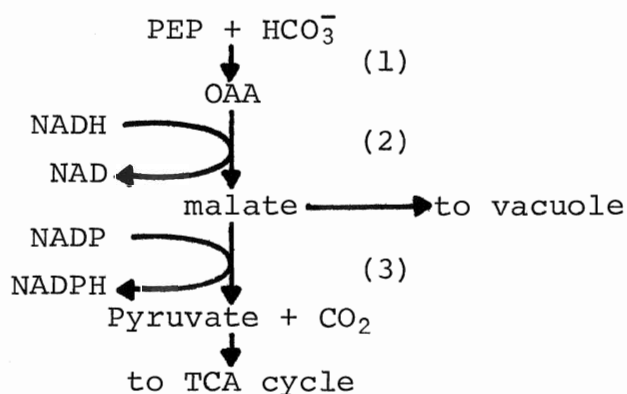 PEP + HCO₃⁻
(1)
OAA
NADH
(2)
NAD
malate to vacuole
NADP
(3)
NADPH
Pyruvate + CO₂
to TCA cycle